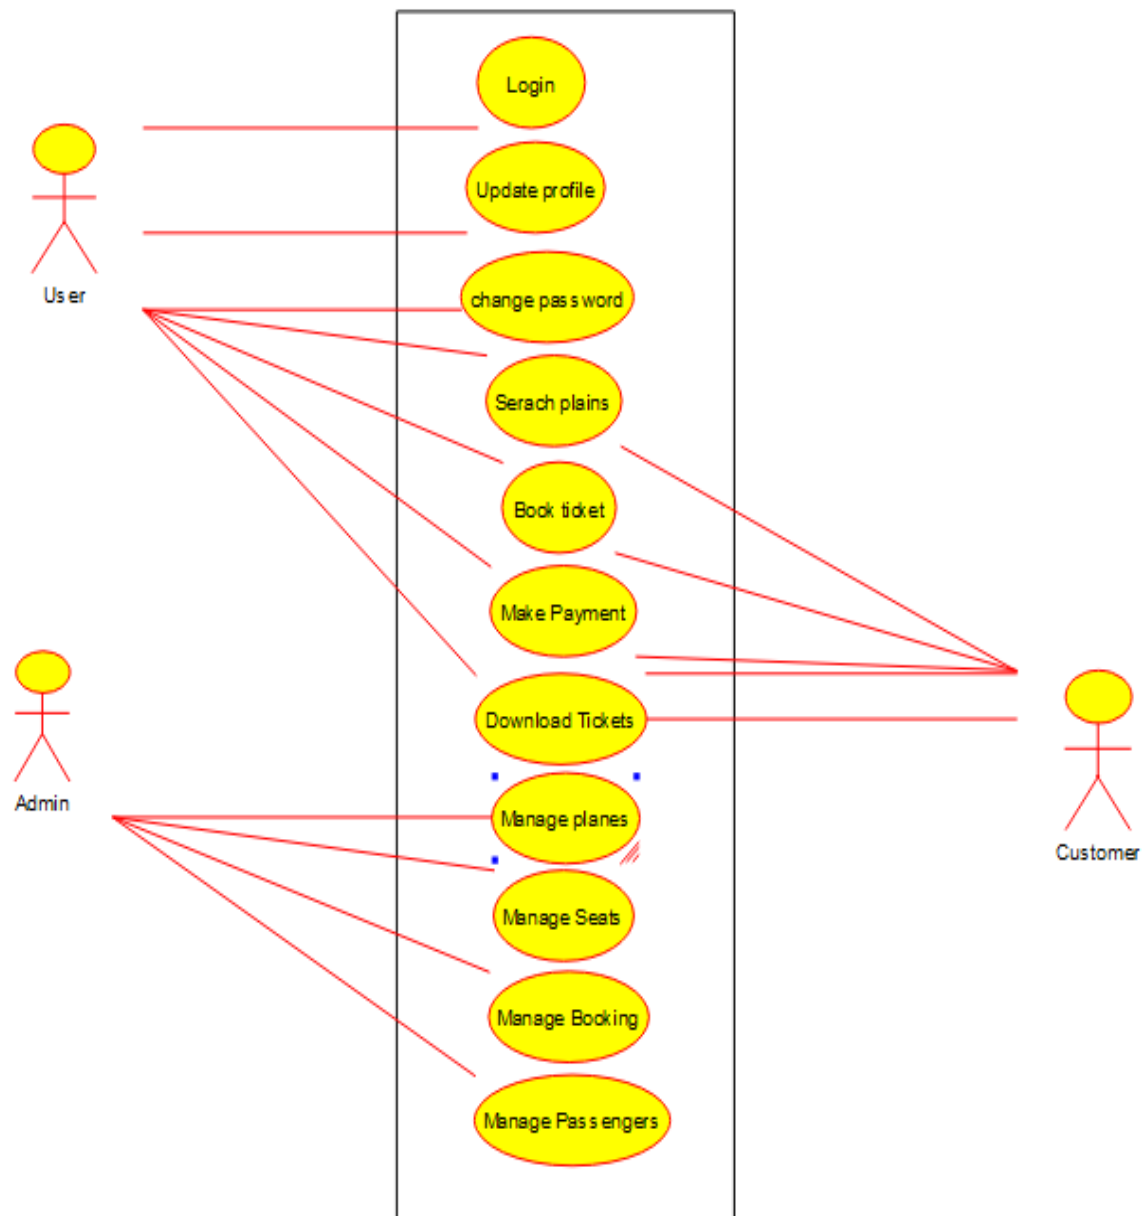 Login
Update profile
User
change password
Serach plains
Book ticket
Make Payment
Download Tickets
Admin
Manage planes
Customer
Manage Seats
Manage Booking
Manage Passengers